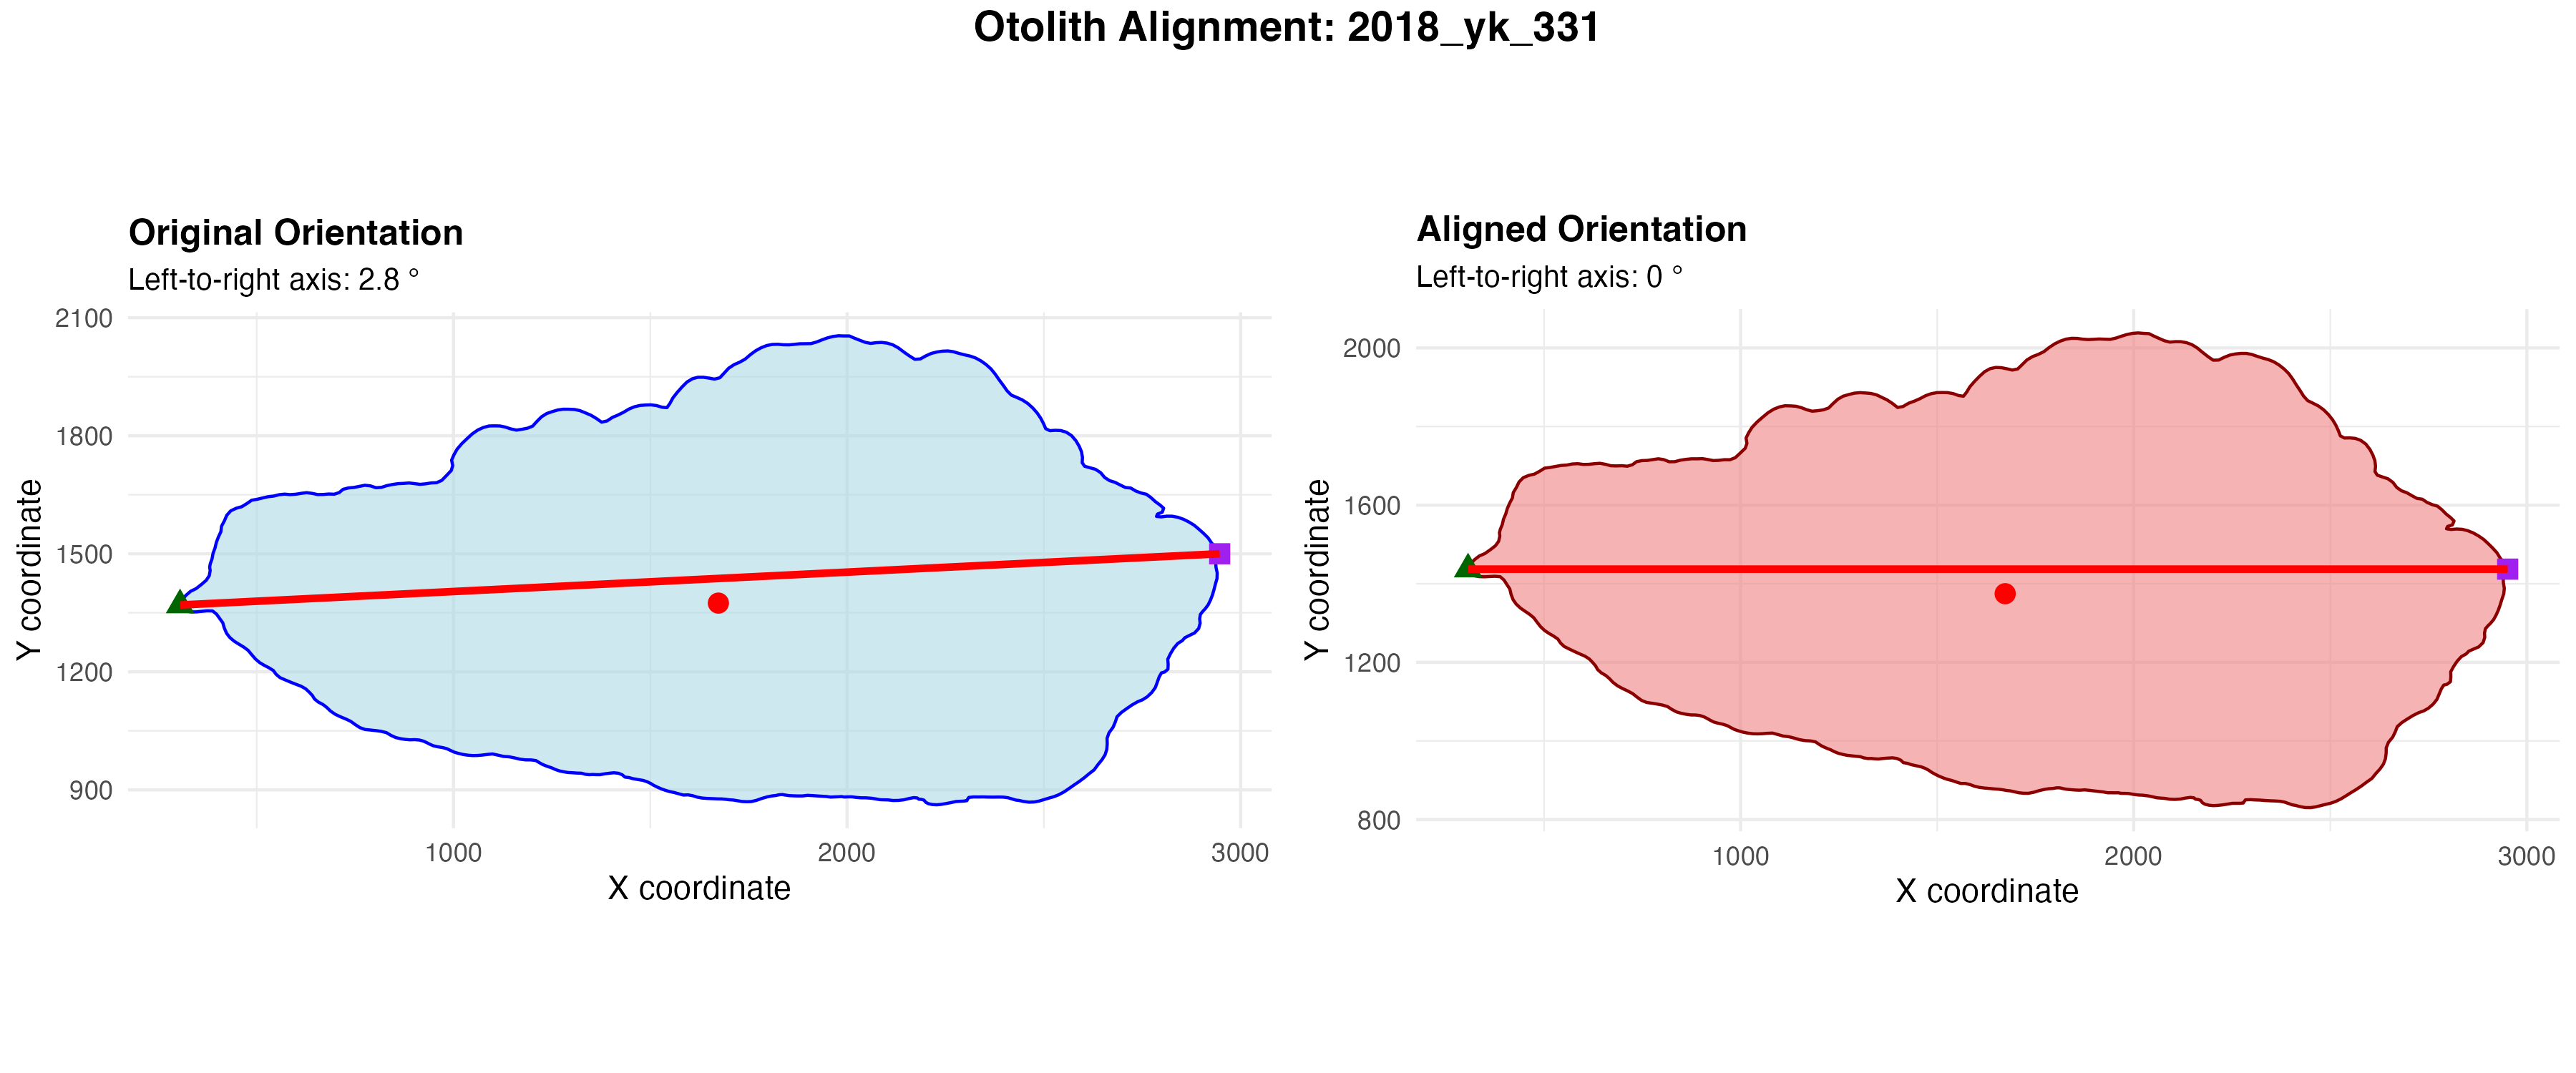 Otolith Alignment: 2018_yk_331
Original Orientation
Left-to-right axis: 2.8 °
2100
1800
1500
1200
900
Y coordinate
1000
2000
3000
X coordinate
Aligned Orientation
Left-to-right axis: 0 °
2000
1600
1200
800
Y coordinate
1000
2000
3000
X coordinate